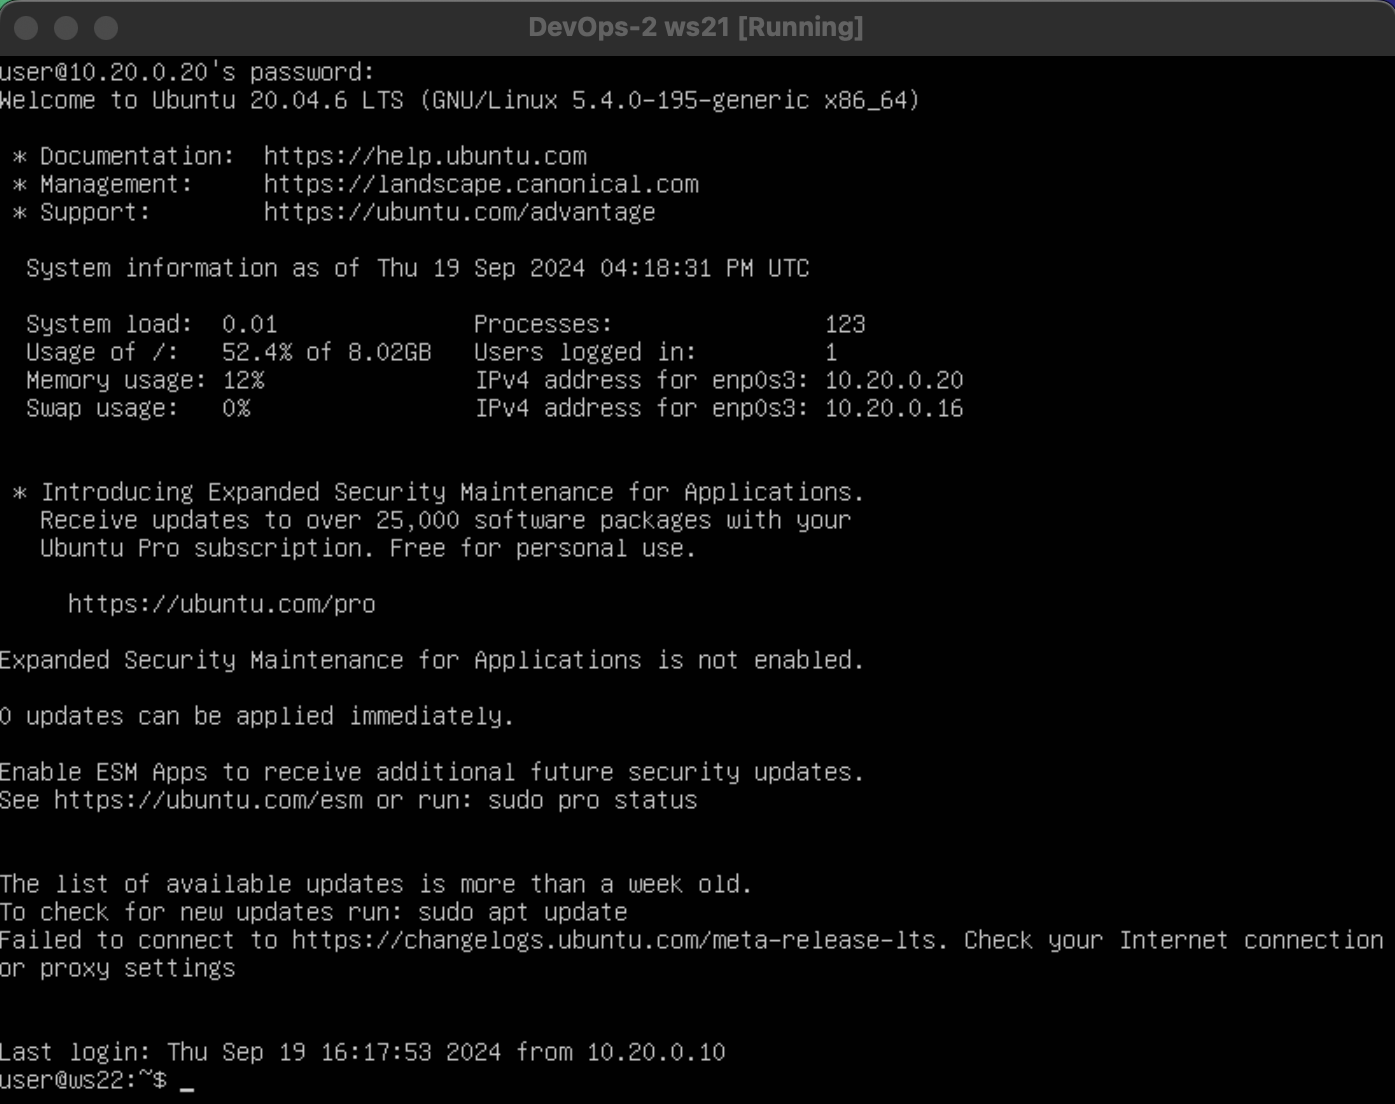 DevOps-2 ws21 [Running]
user@10.20.0.20's password:
Welcome to Ubuntu 20.04.6 LTS (GNU/Linux 5.4.0-195-generic x86_64)
* Documentation:  https://help.ubuntu.com
* Management:     https://landscape.canonical.com
* Support:        https://ubuntu.com/advantage
System information as of Thu 19 Sep 2024 04:18:31 PM UTC
System load:  0.01              Processes:               123
Usage of /:   52.4% of 8.02GB   Users logged in:         1
Memory usage: 12%               IPv4 address for enp0s3: 10.20.0.20
Swap usage:   0%                IPv4 address for enp0s3: 10.20.0.16
* Introducing Expanded Security Maintenance for Applications.
Receive updates to over 25,000 software packages with your
Ubuntu Pro subscription. Free for personal use.
https://ubuntu.com/pro
Expanded Security Maintenance for Applications is not enabled.
0 updates can be applied immediately.
Enable ESM Apps to receive additional future security updates.
See https://ubuntu.com/esm or run: sudo pro status
The list of available updates is more than a week old.
To check for new updates run: sudo apt update
Failed to connect to https://changelogs.ubuntu.com/meta-release-lts. Check your Internet connection
or proxy settings
Last login: Thu Sep 19 16:17:53 2024 from 10.20.0.10
user@ws22:~$ _